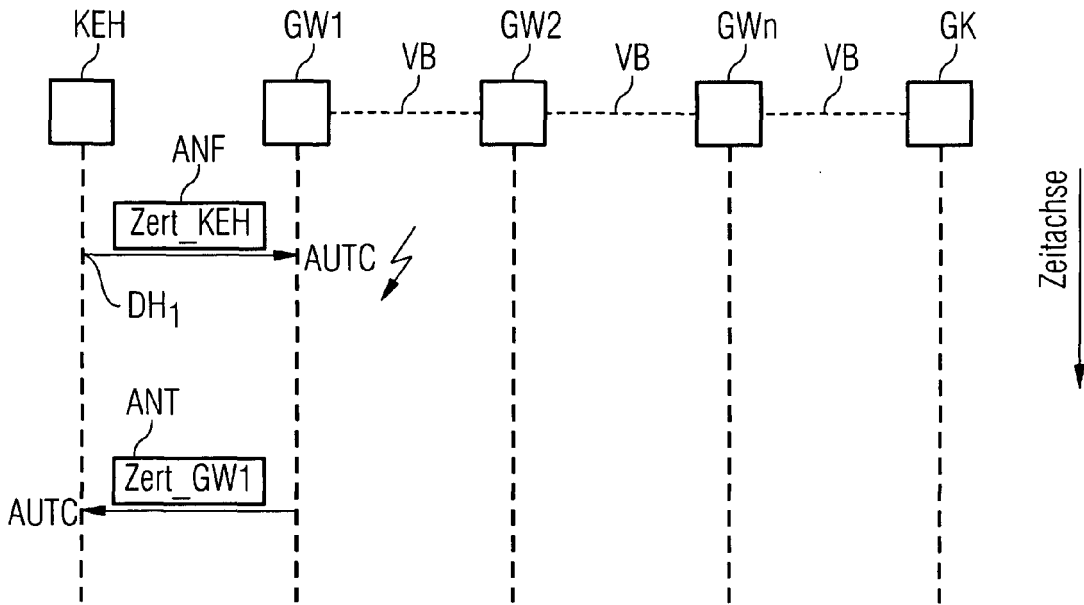 KEH GW1 GW2 GWn GK
VB VB VB
ANF
Zert_KEH
AUTC
DH1
Zeitachse
ANT
Zert_GW1
AUTC